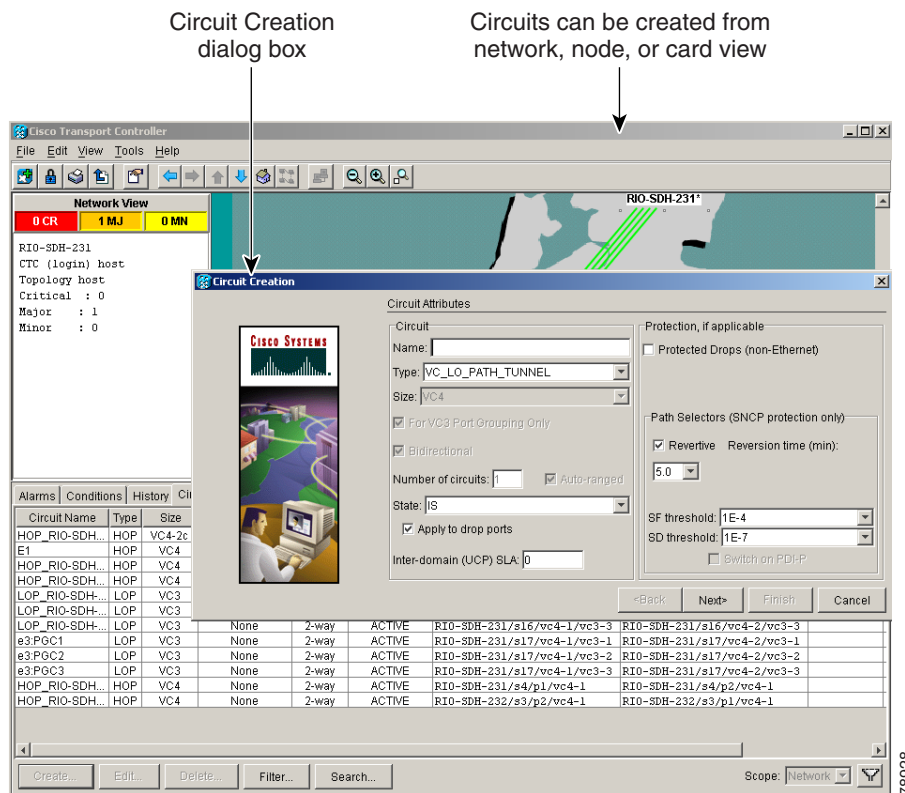 Circuit Creation
dialog box
Circuits can be created from
network, node, or card view
Cisco Transport Controller
File Edit View Tools Help
Network View
0 CR 1 MJ 0 MN
RIO-SDH-231
CTC (login) host
Topology host
Critical : 0
Major : 1
Minor : 0
RIO-SDH-231*
Circuit Creation
CISCO SYSTEMS
Circuit Attributes
Circuit
Name:
Type: VC_LO_PATH_TUNNEL
Size: VC4
For VC3 Port Grouping Only
Bidirectional
Number of circuits: 1 Auto-ranged
State: IS
Apply to drop ports
Inter-domain (UCP) SLA: 0
Protection, if applicable
Protected Drops (non-Ethernet)
Path Selectors (SNCP protection only)
Revertive Reversion time (min):
5.0
SF threshold: 1E-4
SD threshold: 1E-7
Switch on PDI-P
<Back Next> Finish Cancel
Alarms Conditions History Cir
Circuit Name Type Size
HOP_RIO-SDH... HOP VC4-2c
E1 HOP VC4
HOP_RIO-SDH... HOP VC4
HOP_RIO-SDH... HOP VC4
LOP_RIO-SDH-... LOP VC3
LOP_RIO-SDH-... LOP VC3
LOP_RIO-SDH-... LOP VC3 None 2-way ACTIVE RIO-SDH-231/s16/vc4-1/vc3-3 RIO-SDH-231/s16/vc4-2/vc3-3
e3:PGC1 LOP VC3 None 2-way ACTIVE RIO-SDH-231/s17/vc4-1/vc3-1 RIO-SDH-231/s17/vc4-2/vc3-1
e3:PGC2 LOP VC3 None 2-way ACTIVE RIO-SDH-231/s17/vc4-1/vc3-2 RIO-SDH-231/s17/vc4-2/vc3-2
e3:PGC3 LOP VC3 None 2-way ACTIVE RIO-SDH-231/s17/vc4-1/vc3-3 RIO-SDH-231/s17/vc4-2/vc3-3
HOP_RIO-SDH... HOP VC4 None 2-way ACTIVE RIO-SDH-231/s4/p1/vc4-1 RIO-SDH-231/s4/p2/vc4-1
HOP_RIO-SDH... HOP VC4 None 2-way ACTIVE RIO-SDH-232/s3/p2/vc4-1 RIO-SDH-232/s3/p1/vc4-1
Create... Edit... Delete... Filter... Search... Scope: Network